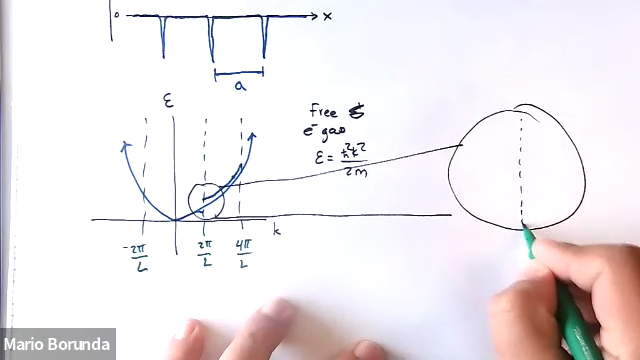 0
x
a
ε
Free
e⁻ gas
ε = ħ²k²/2m
k
-2π/L
2π/L
4π/L
Mario Borunda